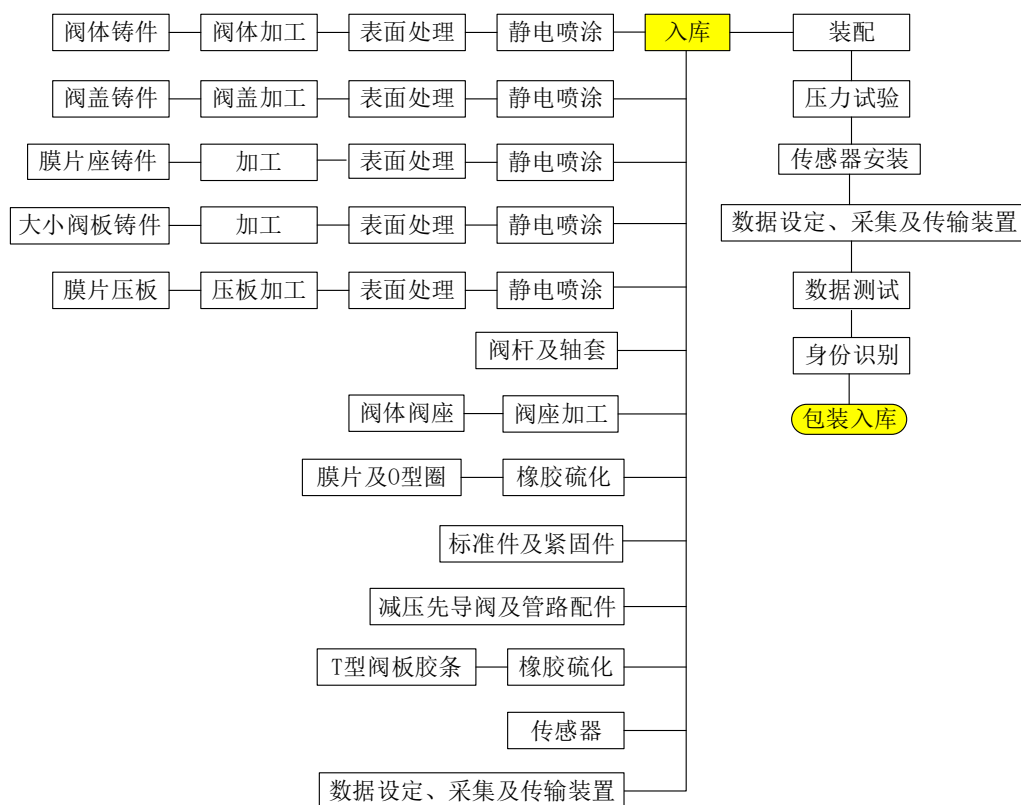 阀体铸件 阀体加工 表面处理 静电喷涂 入库 装配
阀盖铸件 阀盖加工 表面处理 静电喷涂 压力试验
膜片座铸件 加工 表面处理 静电喷涂 传感器安装
大小阀板铸件 加工 表面处理 静电喷涂 数据设定、采集及传输装置
膜片压板 压板加工 表面处理 静电喷涂 数据测试
阀杆及轴套 身份识别
阀体阀座 阀座加工 包装入库
膜片及O型圈 橡胶硫化
标准件及紧固件
减压先导阀及管路配件
T型阀板胶条 橡胶硫化
传感器
数据设定、采集及传输装置